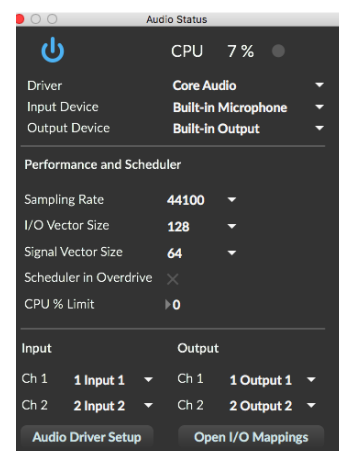 Audio Status
CPU 7 %
Driver Core Audio
Input Device Built-in Microphone
Output Device Built-in Output
Performance and Scheduler
Sampling Rate 44100
I/O Vector Size 128
Signal Vector Size 64
Scheduler in Overdrive
CPU % Limit 0
Input Output
Ch 1 1 Input 1 Ch 1 1 Output 1
Ch 2 2 Input 2 Ch 2 2 Output 2
Audio Driver Setup Open I/O Mappings